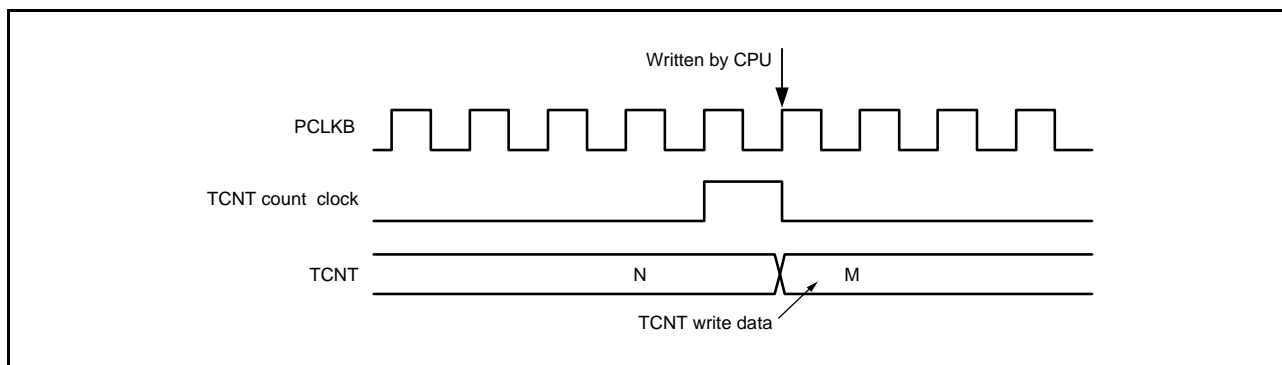 Written by CPU
PCLKB
TCNT count clock
TCNT
N
M
TCNT write data